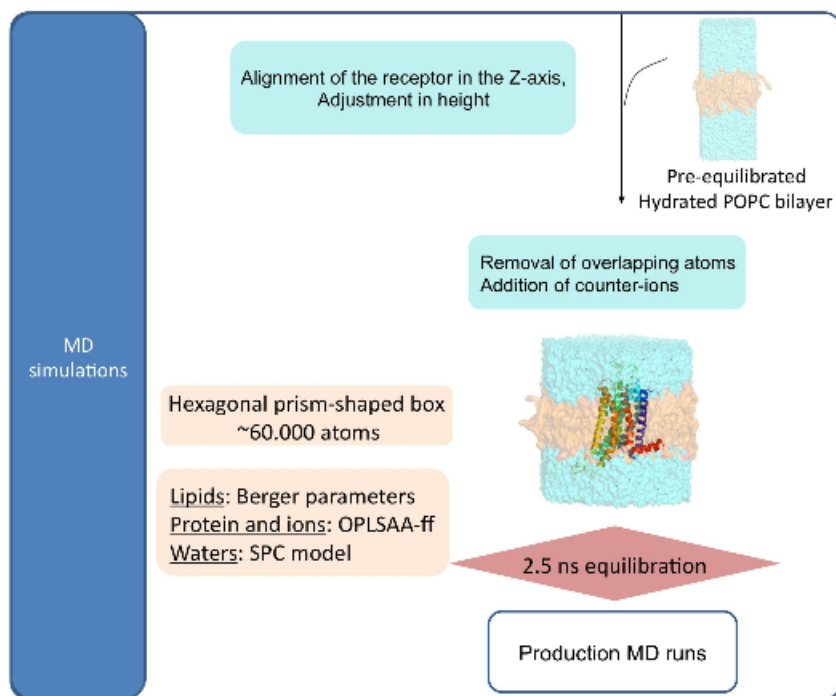 Alignment of the receptor in the Z-axis,
Adjustment in height
Pre-equilibrated
Hydrated POPC bilayer
Removal of overlapping atoms
Addition of counter-ions
MD
simulations
Hexagonal prism-shaped box
~60.000 atoms
Lipids: Berger parameters
Protein and ions: OPLSAA-ff
Waters: SPC model
2.5 ns equilibration
Production MD runs